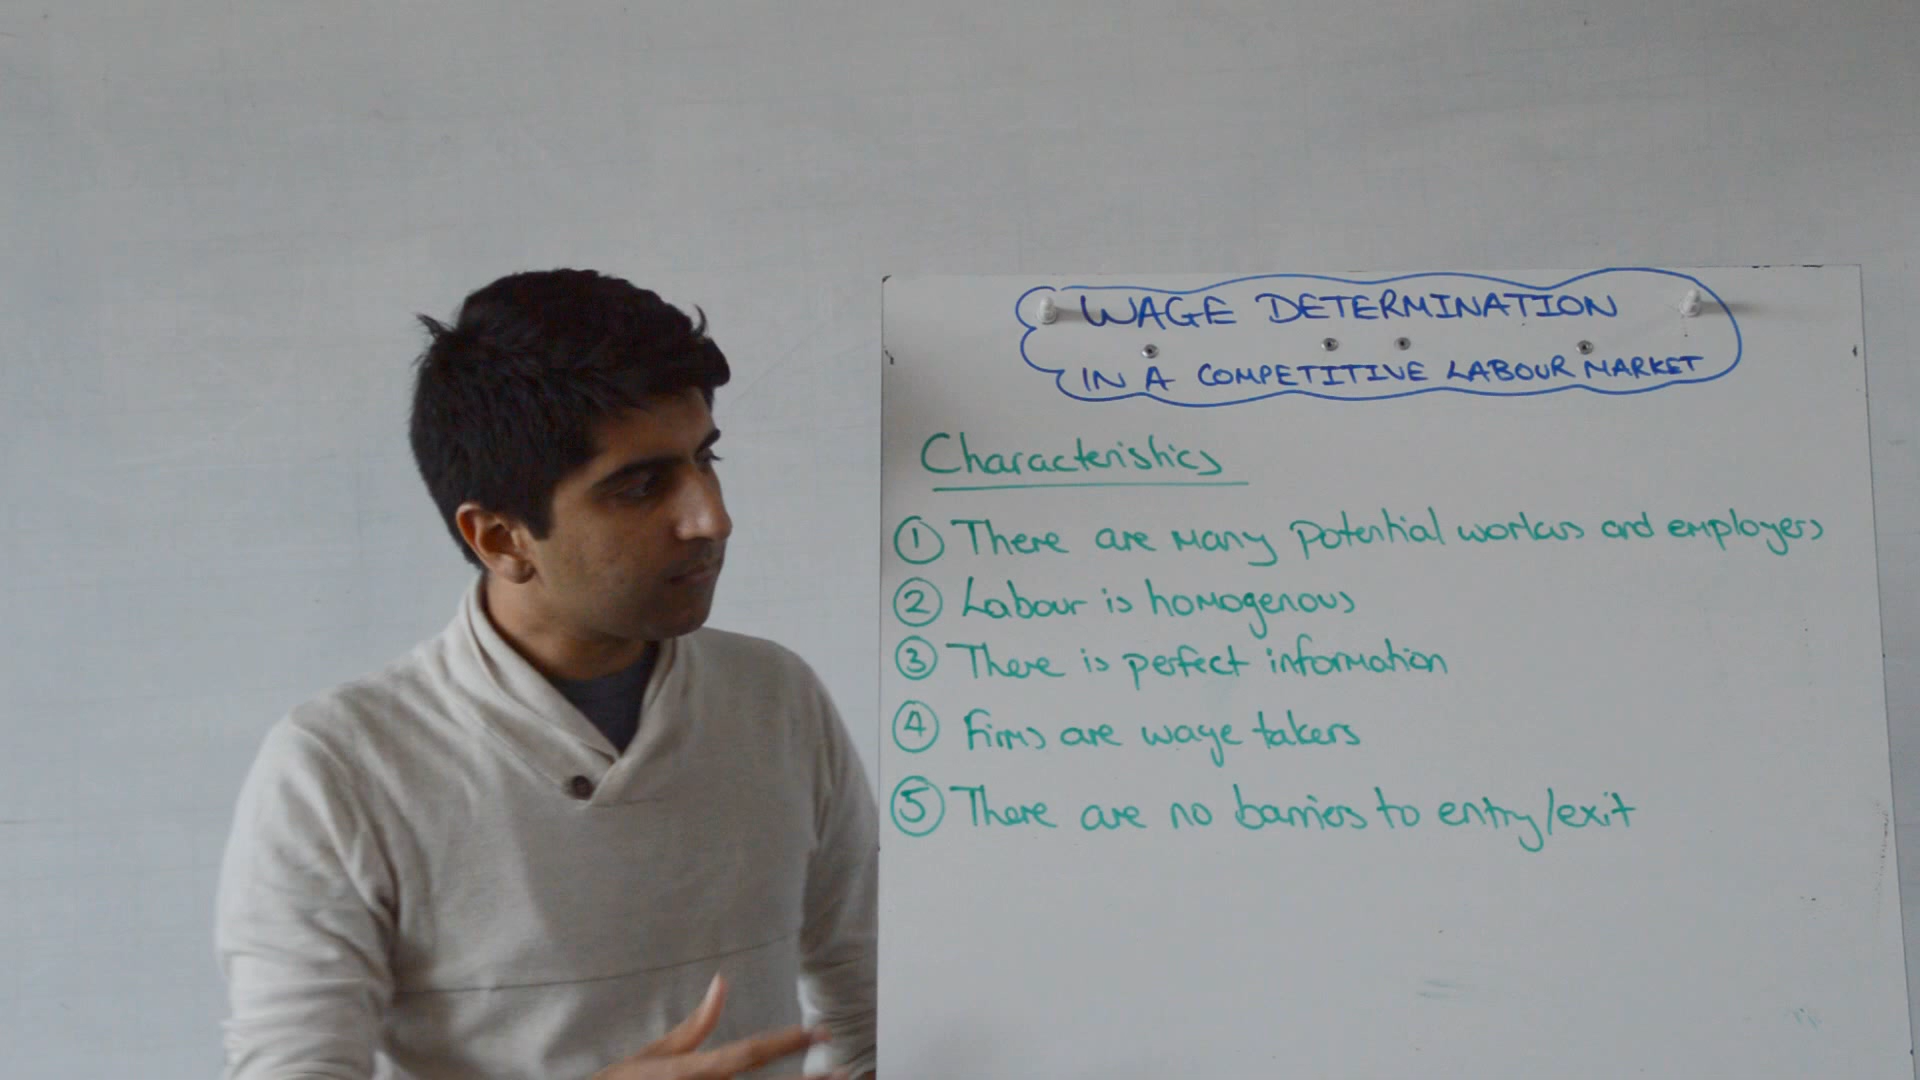 WAGE DETERMINATION
IN A COMPETITIVE LABOUR MARKET
Characteristics
① There are many potential workers and employers
② Labour is homogenous
③ There is perfect information
④ Firms are wage takers
⑤ There are no barriers to entry/exit